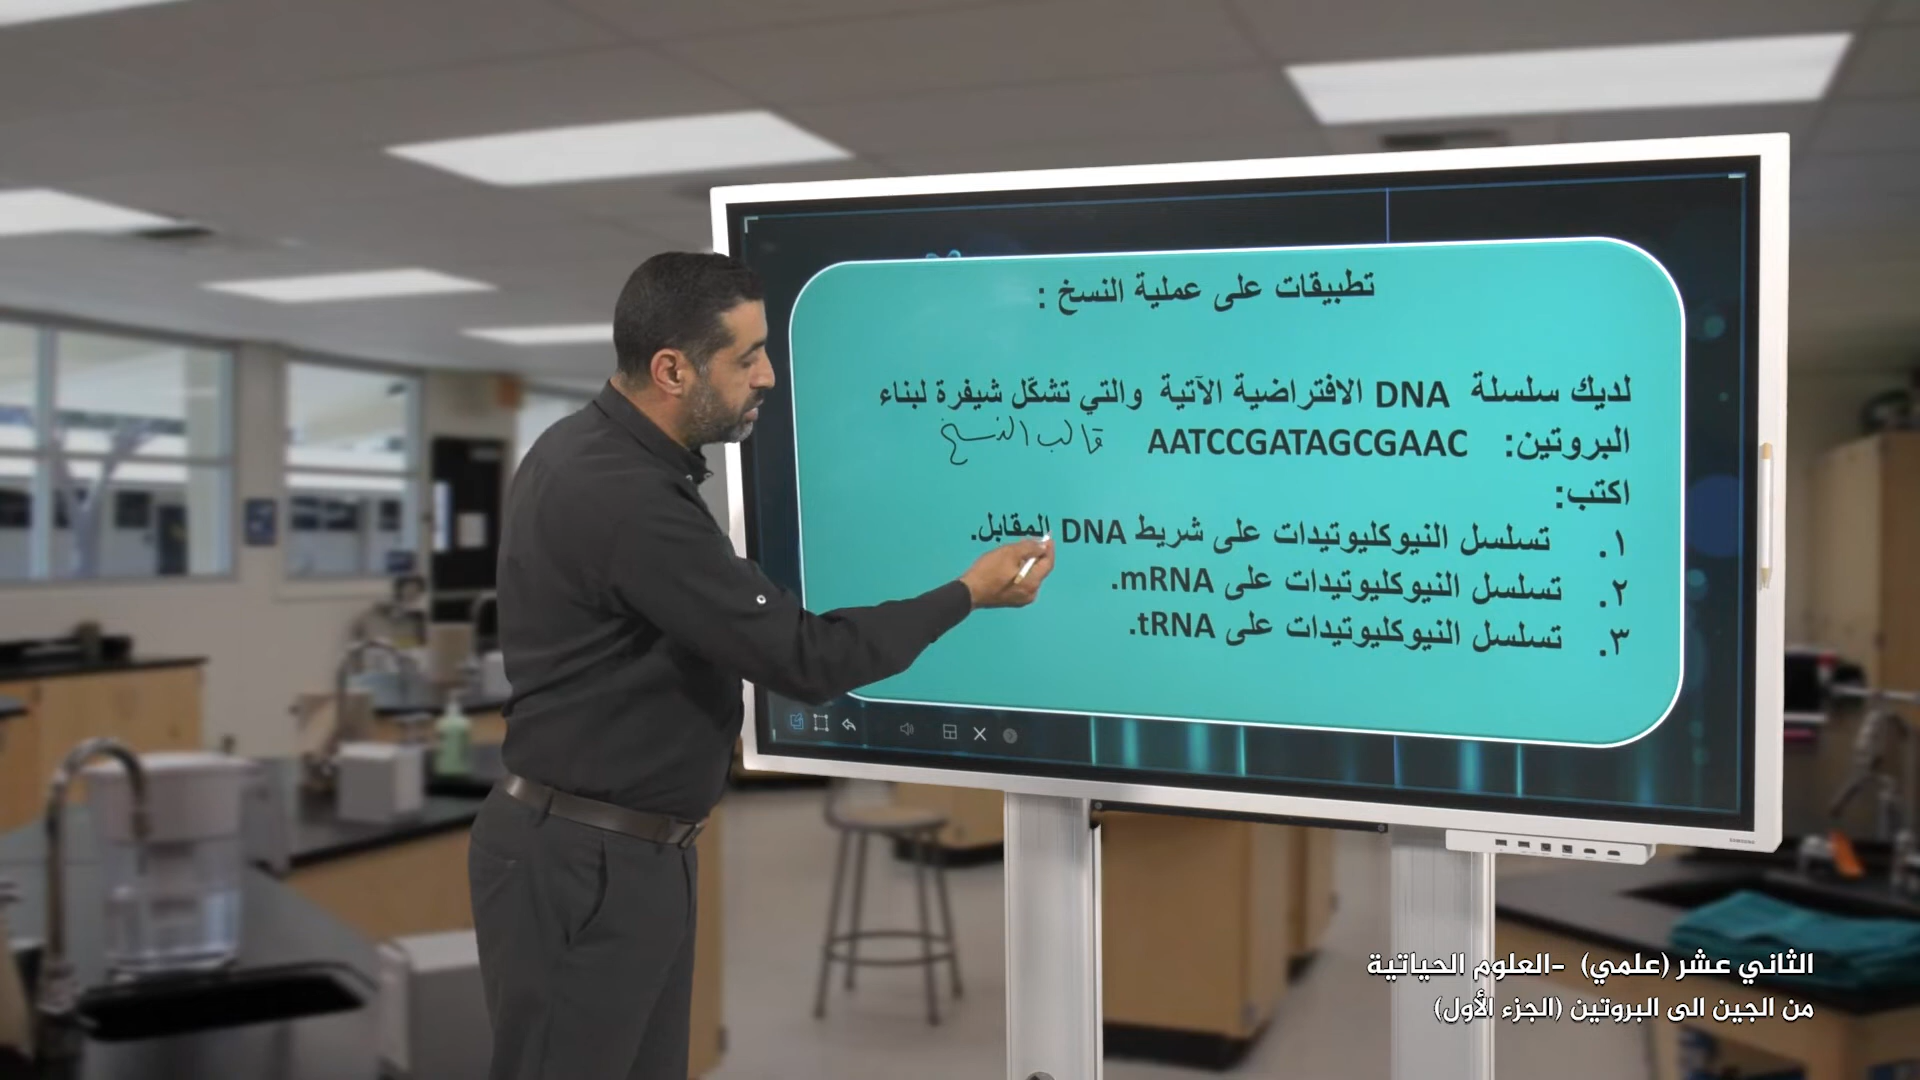 تطبيقات على عملية النسخ :
لديك سلسلة DNA الافتراضية الآتية والتي تشكّل شيفرة لبناء
البروتين: AATCCGATAGCGAAC قالب النسخ
اكتب:
١. تسلسل النيوكليوتيدات على شريط DNA المقابل.
٢. تسلسل النيوكليوتيدات على mRNA.
٣. تسلسل النيوكليوتيدات على tRNA.
SAMSUNG
الثاني عشر (علمي) -العلوم الحياتية
من الجين الى البروتين (الجزء الأول)